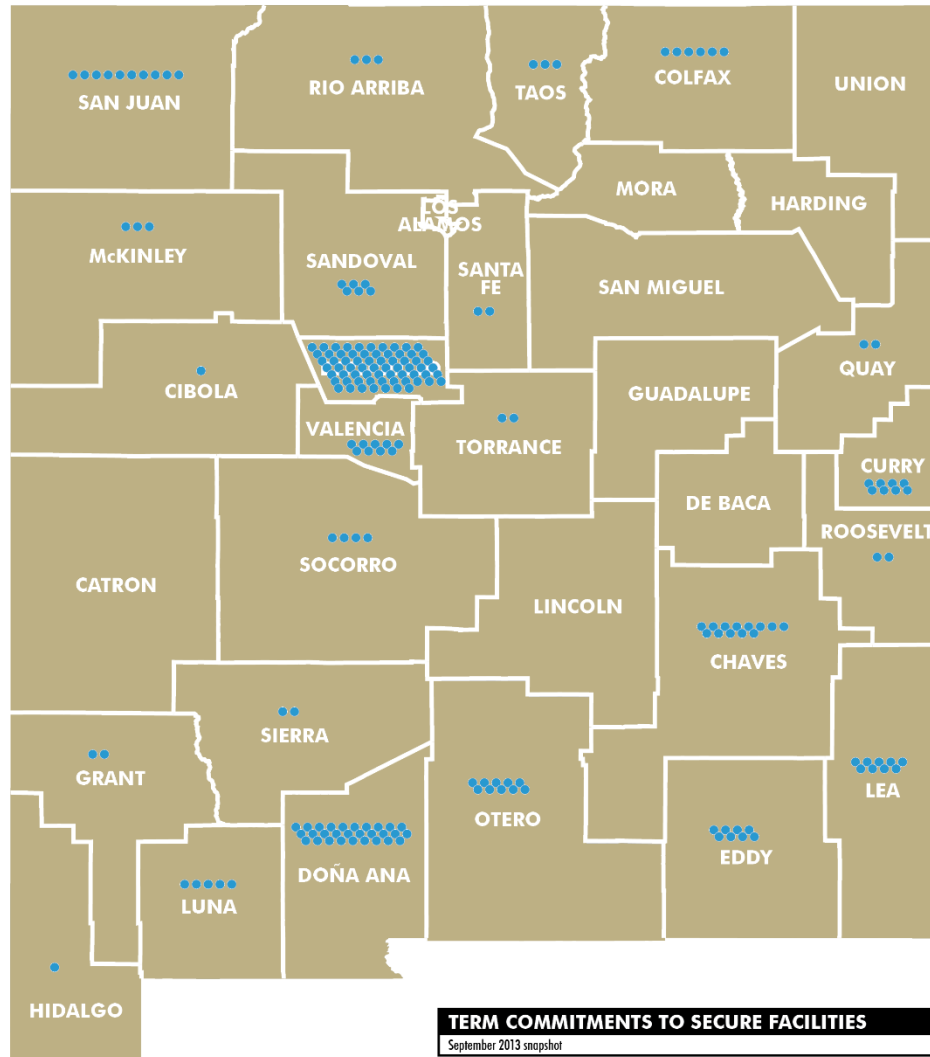 SAN JUAN
RIO ARRIBA
TAOS
COLFAX
UNION
MORA
HARDING
LOS
ALAMOS
McKINLEY
SANDOVAL
SANTA
FE
SAN MIGUEL
CIBOLA
QUAY
GUADALUPE
VALENCIA
TORRANCE
CURRY
DE BACA
ROOSEVELT
SOCORRO
CATRON
LINCOLN
CHAVES
SIERRA
GRANT
OTERO
LEA
EDDY
DOÑA ANA
LUNA
HIDALGO
TERM COMMITMENTS TO SECURE FACILITIES
September 2013 snapshot